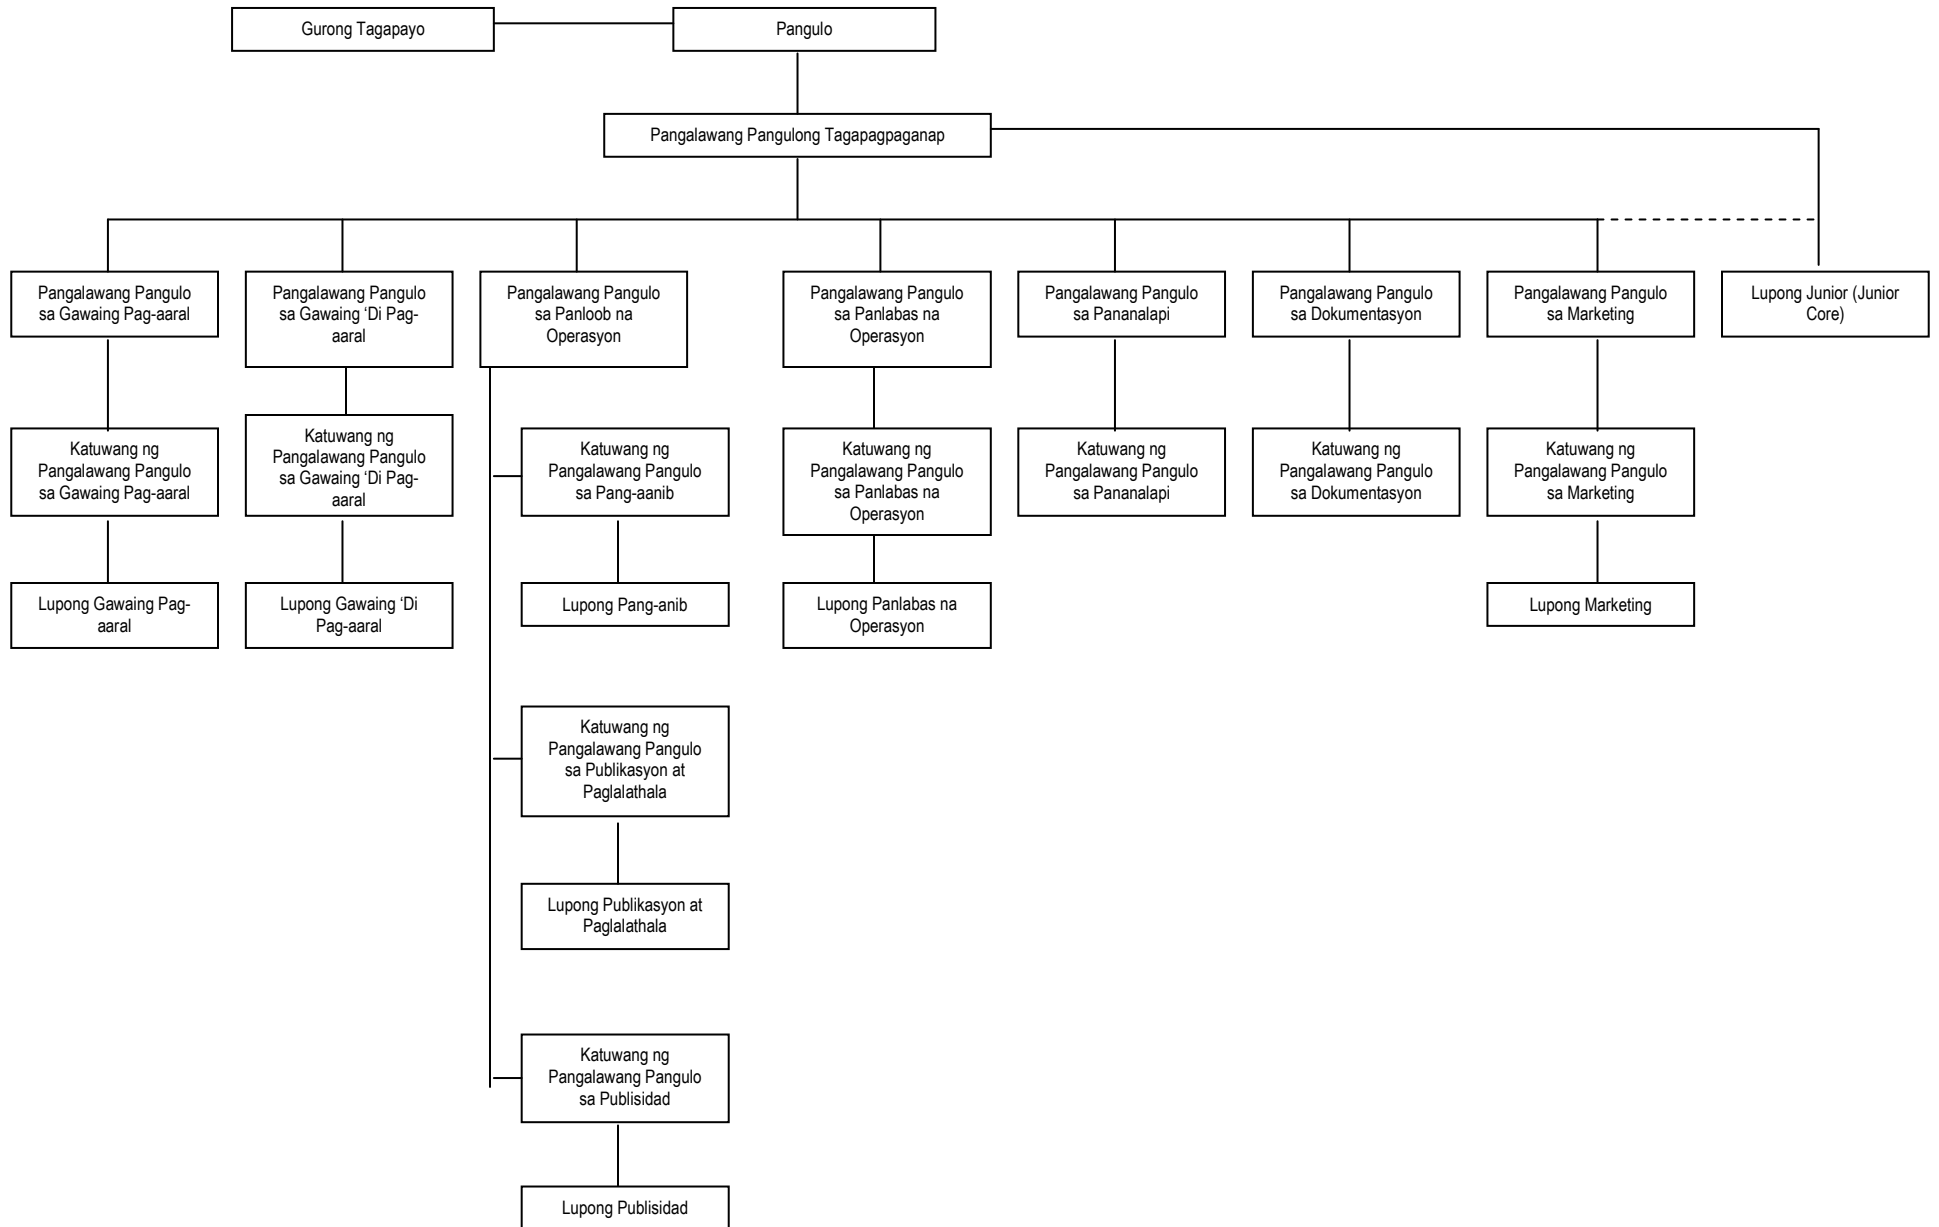 Gurong Tagapayo
Pangulo
Pangalawang Pangulong Tagapagpaganap
Pangalawang Pangulo
sa Gawaing Pag-aaral
Pangalawang Pangulo
sa Gawaing ‘Di Pag-
aaral
Pangalawang Pangulo
sa Panloob na
Operasyon
Pangalawang Pangulo
sa Panlabas na
Operasyon
Pangalawang Pangulo
sa Pananalapi
Pangalawang Pangulo
sa Dokumentasyon
Pangalawang Pangulo
sa Marketing
Lupong Junior (Junior
Core)
Katuwang ng
Pangalawang Pangulo
sa Gawaing Pag-aaral
Katuwang ng
Pangalawang Pangulo
sa Gawaing ‘Di Pag-
aaral
Katuwang ng
Pangalawang Pangulo
sa Pang-aanib
Katuwang ng
Pangalawang Pangulo
sa Panlabas na
Operasyon
Katuwang ng
Pangalawang Pangulo
sa Pananalapi
Katuwang ng
Pangalawang Pangulo
sa Dokumentasyon
Katuwang ng
Pangalawang Pangulo
sa Marketing
Lupong Gawaing Pag-
aaral
Lupong Gawaing ‘Di
Pag-aaral
Lupong Pang-anib
Lupong Panlabas na
Operasyon
Lupong Marketing
Katuwang ng
Pangalawang Pangulo
sa Publikasyon at
Paglalathala
Lupong Publikasyon at
Paglalathala
Katuwang ng
Pangalawang Pangulo
sa Publisidad
Lupong Publisidad